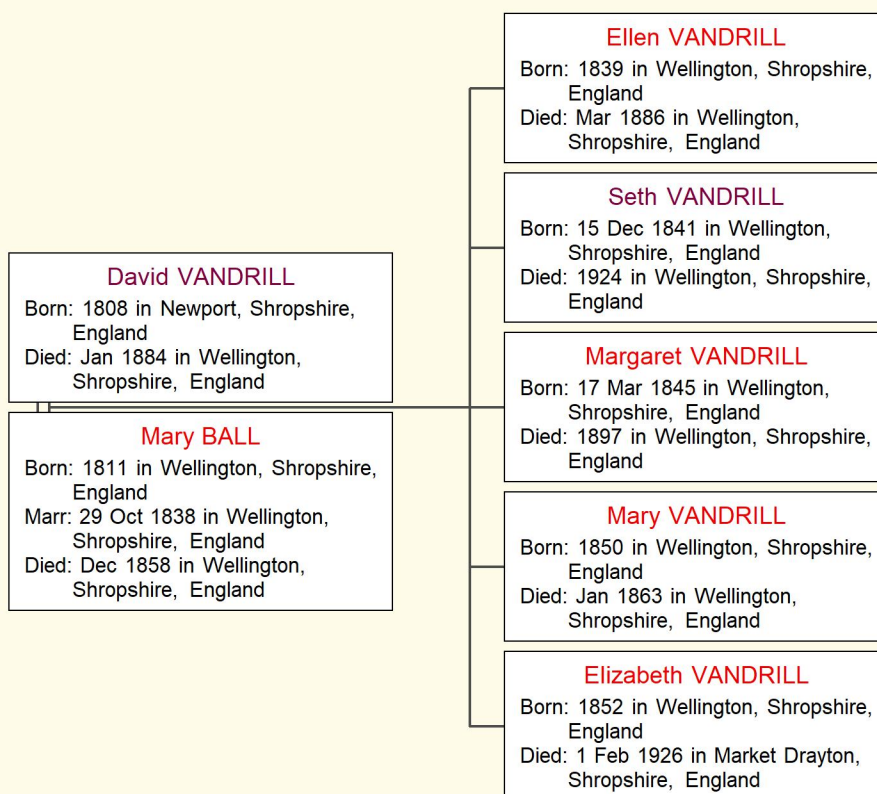 David VANDRILL
Born: 1808 in Newport, Shropshire,
England
Died: Jan 1884 in Wellington,
Shropshire, England
Mary BALL
Born: 1811 in Wellington, Shropshire,
England
Marr: 29 Oct 1838 in Wellington,
Shropshire, England
Died: Dec 1858 in Wellington,
Shropshire, England
Ellen VANDRILL
Born: 1839 in Wellington, Shropshire,
England
Died: Mar 1886 in Wellington,
Shropshire, England
Seth VANDRILL
Born: 15 Dec 1841 in Wellington,
Shropshire, England
Died: 1924 in Wellington, Shropshire,
England
Margaret VANDRILL
Born: 17 Mar 1845 in Wellington,
Shropshire, England
Died: 1897 in Wellington, Shropshire,
England
Mary VANDRILL
Born: 1850 in Wellington, Shropshire,
England
Died: Jan 1863 in Wellington,
Shropshire, England
Elizabeth VANDRILL
Born: 1852 in Wellington, Shropshire,
England
Died: 1 Feb 1926 in Market Drayton,
Shropshire, England